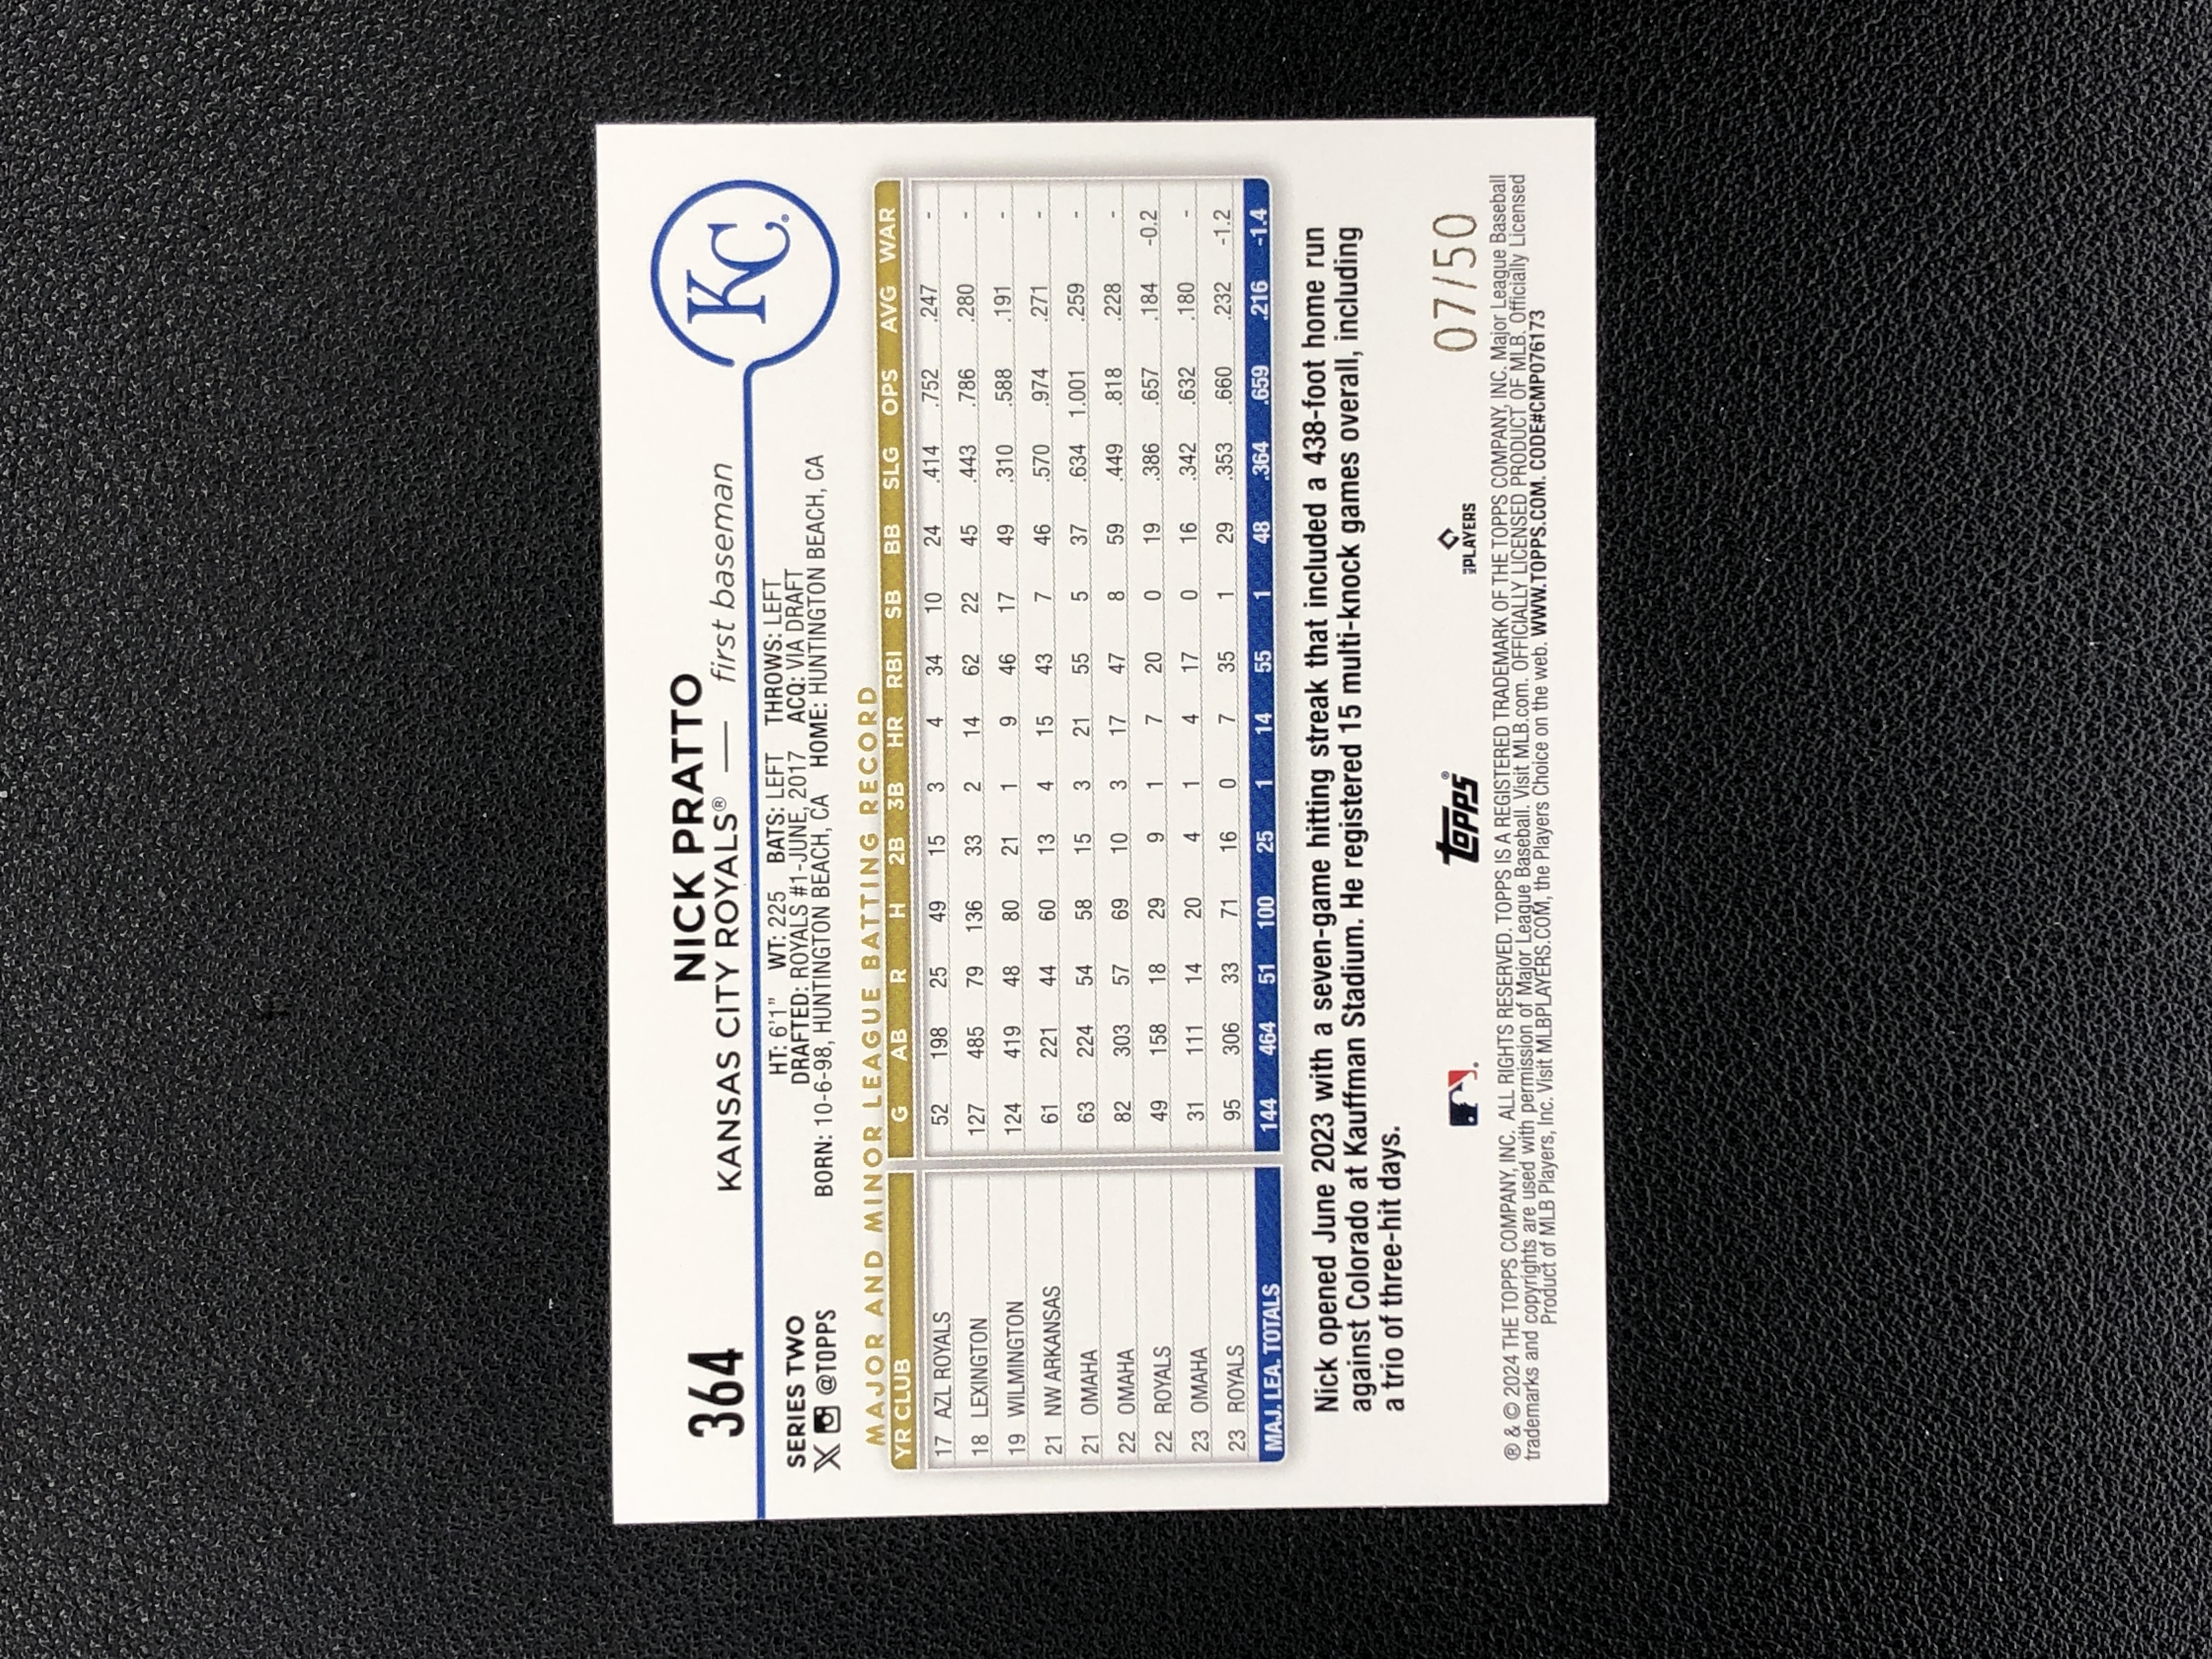 364
NICK PRATTO
KANSAS CITY ROYALS® — first baseman
KC®
SERIES TWO
@TOPPS
HT: 6'1" WT: 225 BATS: LEFT THROWS: LEFT
DRAFTED: ROYALS #1-JUNE, 2017 ACQ: VIA DRAFT
BORN: 10-6-98, HUNTINGTON BEACH, CA HOME: HUNTINGTON BEACH, CA
MAJOR AND MINOR LEAGUE BATTING RECORD
YR CLUB G AB R H 2B 3B HR RBI SB BB SLG OPS AVG WAR
17 AZL ROYALS 52 198 25 49 15 3 4 34 10 24 .414 .752 .247 -
18 LEXINGTON 127 485 79 136 33 2 14 62 22 45 .443 .786 .280 -
19 WILMINGTON 124 419 48 80 21 1 9 46 17 49 .310 .588 .191 -
21 NW ARKANSAS 61 221 44 60 13 4 15 43 7 46 .570 .974 .271 -
21 OMAHA 63 224 54 58 15 3 21 55 5 37 .634 1.001 .259 -
22 OMAHA 82 303 57 69 10 3 17 47 8 59 .449 .818 .228 -
22 ROYALS 49 158 18 29 9 1 7 20 0 19 .386 .657 .184 -0.2
23 OMAHA 31 111 14 20 4 1 4 17 0 16 .342 .632 .180 -
23 ROYALS 95 306 33 71 16 0 7 35 1 29 .353 .660 .232 -1.2
MAJ. LEA. TOTALS 144 464 51 100 25 1 14 55 1 48 .364 .659 .216 -1.4
Nick opened June 2023 with a seven-game hitting streak that included a 438-foot home run
against Colorado at Kauffman Stadium. He registered 15 multi-knock games overall, including
a trio of three-hit days.
07/50
topps®
PLAYERS
® & © 2024 THE TOPPS COMPANY, INC. ALL RIGHTS RESERVED. TOPPS IS A REGISTERED TRADEMARK OF THE TOPPS COMPANY, INC. Major League Baseball
trademarks and copyrights are used with permission of Major League Baseball. Visit MLB.com. OFFICIALLY LICENSED PRODUCT OF MLB. Officially Licensed
Product of MLB Players, Inc. Visit MLBPLAYERS.COM, the Players Choice on the web. WWW.TOPPS.COM. CODE#CMP076173